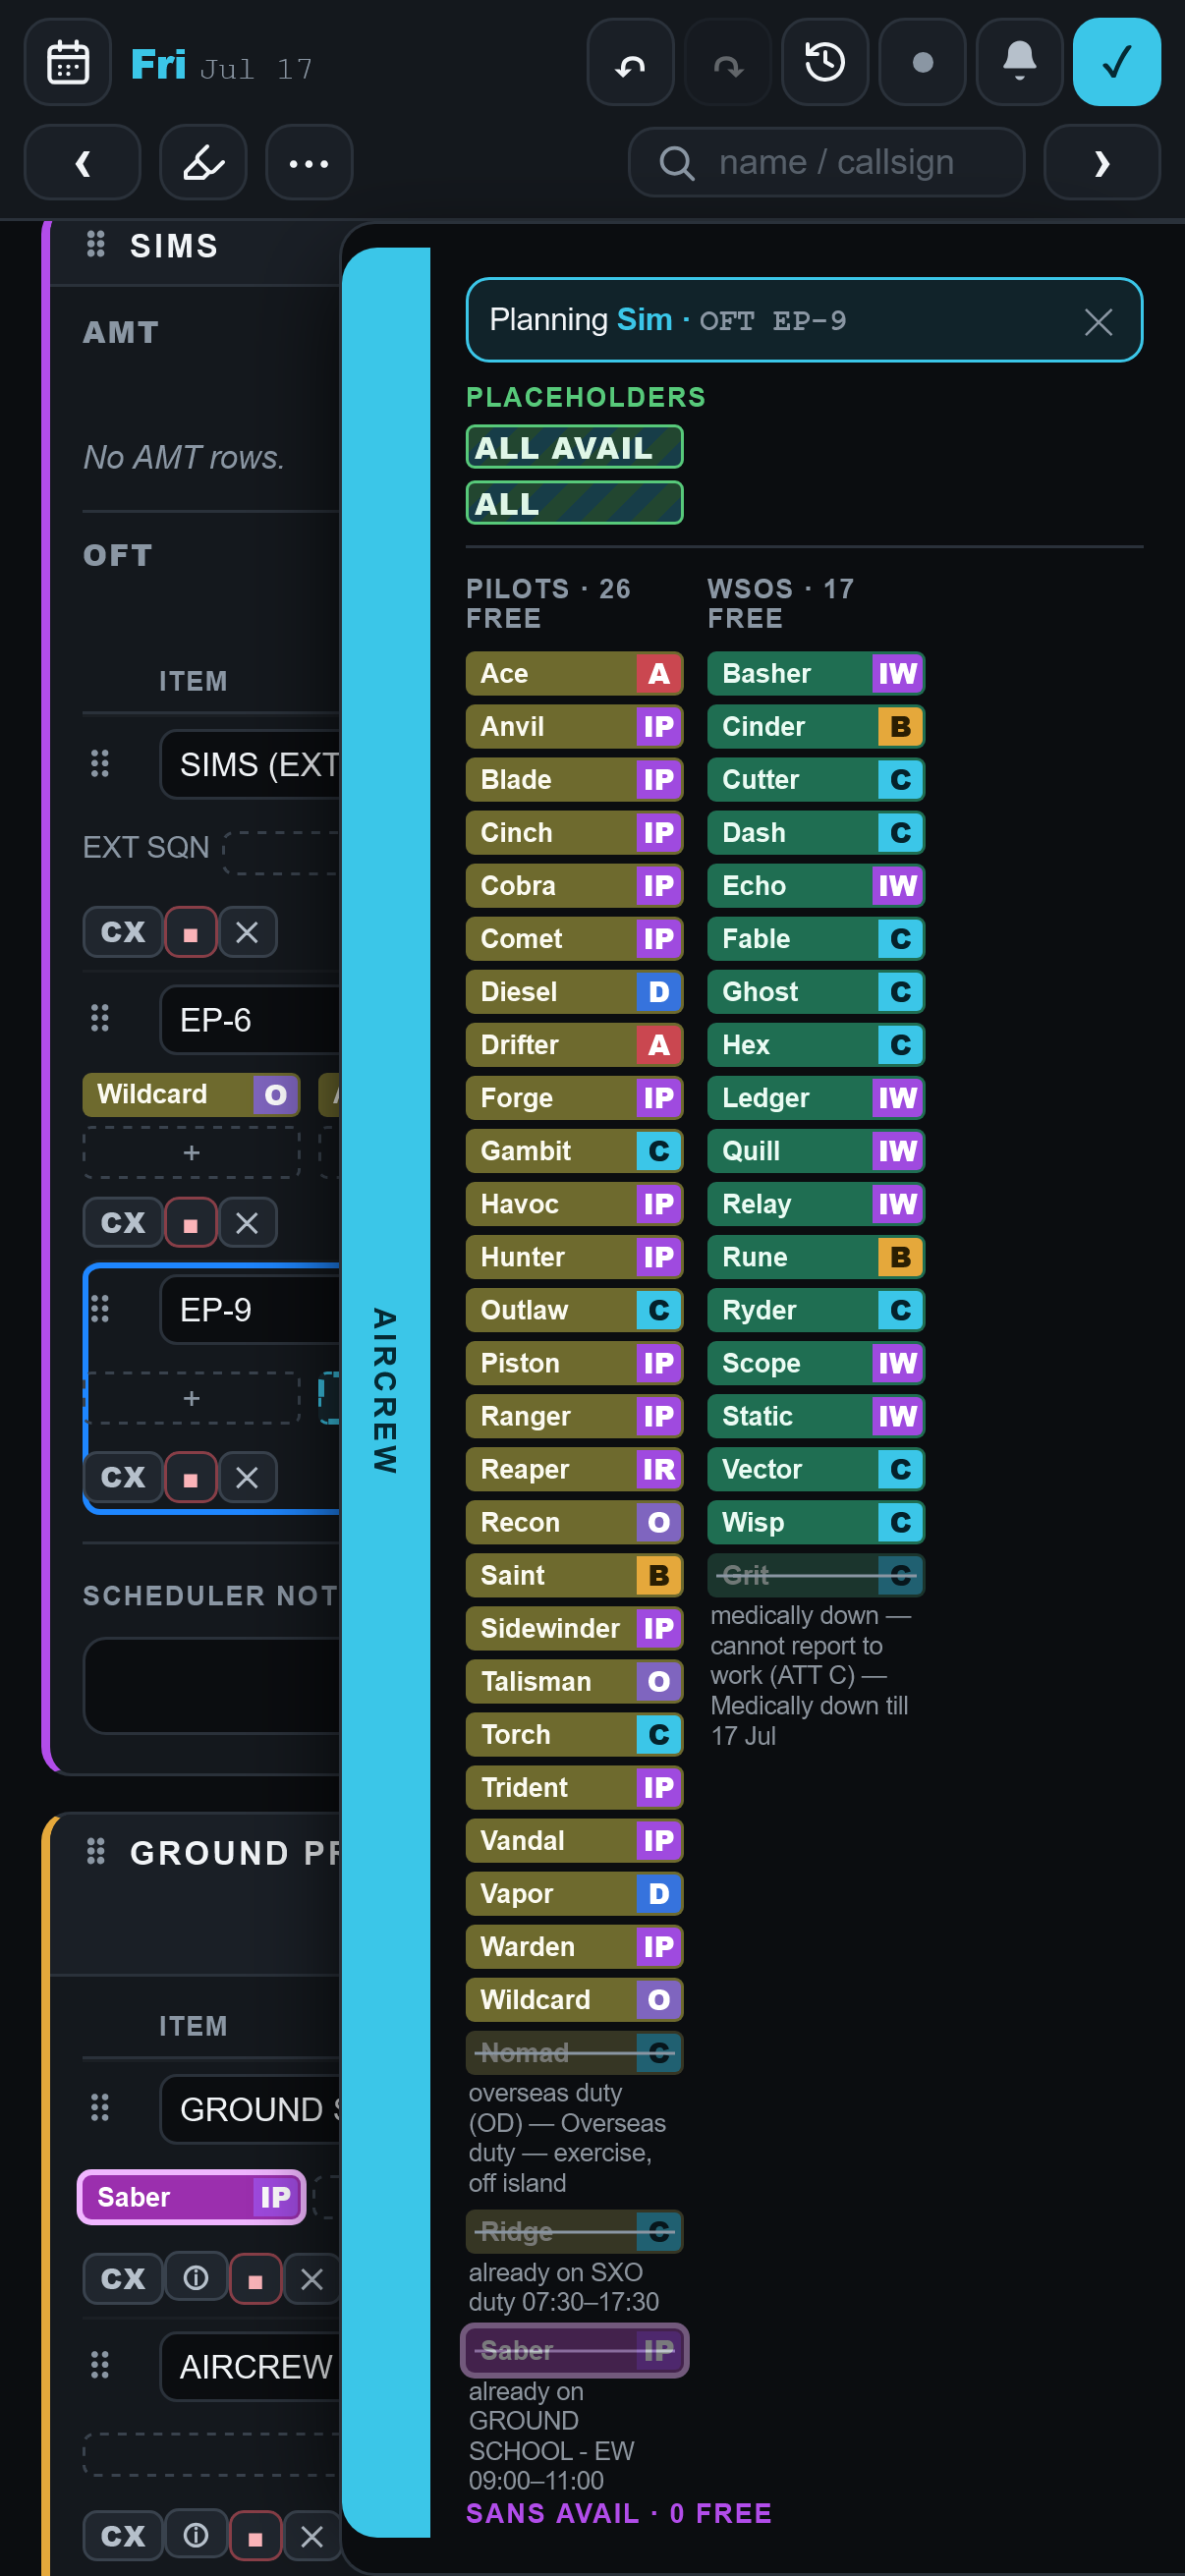 Fri Jul 17
name / callsign
SIMS
AMT
No AMT rows.
OFT
ITEM
SIMS (EXT
EXT SQN
CX
EP-6
Wildcard O
+
CX
EP-9
+
CX
SCHEDULER NOT
GROUND PR
ITEM
GROUND S
Saber IP
CX
AIRCREW
CX
AIRCREW
Planning Sim · OFT EP-9
PLACEHOLDERS
ALL AVAIL
ALL
PILOTS · 26
FREE
Ace A
Anvil IP
Blade IP
Cinch IP
Cobra IP
Comet IP
Diesel D
Drifter A
Forge IP
Gambit C
Havoc IP
Hunter IP
Outlaw C
Piston IP
Ranger IP
Reaper IR
Recon O
Saint B
Sidewinder IP
Talisman O
Torch C
Trident IP
Vandal IP
Vapor D
Warden IP
Wildcard O
Nomad C
overseas duty
(OD) — Overseas
duty — exercise,
off island
Ridge C
already on SXO
duty 07:30–17:30
Saber IP
already on
GROUND
SCHOOL - EW
09:00–11:00
WSOS · 17
FREE
Basher IW
Cinder B
Cutter C
Dash C
Echo IW
Fable C
Ghost C
Hex C
Ledger IW
Quill IW
Relay IW
Rune B
Ryder C
Scope IW
Static IW
Vector C
Wisp C
Grit C
medically down —
cannot report to
work (ATT C) —
Medically down till
17 Jul
SANS AVAIL · 0 FREE